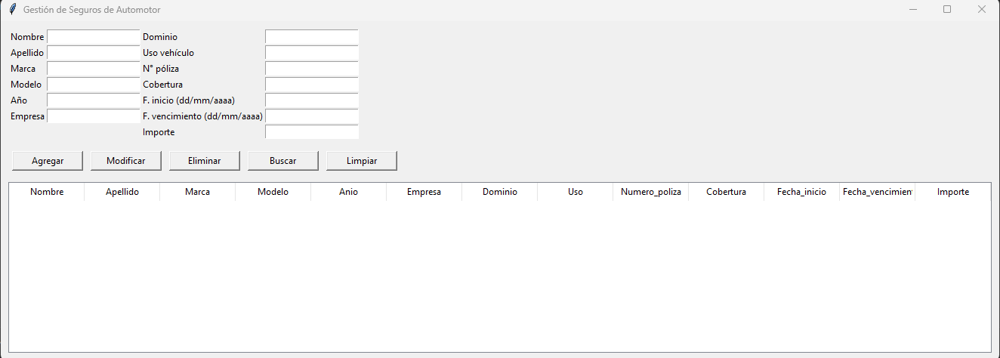 Gestión de Seguros de Automotor
Nombre Dominio
Apellido Uso vehículo
Marca N° póliza
Modelo Cobertura
Año F. inicio (dd/mm/aaaa)
Empresa F. vencimiento (dd/mm/aaaa)
Importe
Agregar Modificar Eliminar Buscar Limpiar
Nombre Apellido Marca Modelo Anio Empresa Dominio Uso Numero_poliza Cobertura Fecha_inicio Fecha_vencimien Importe